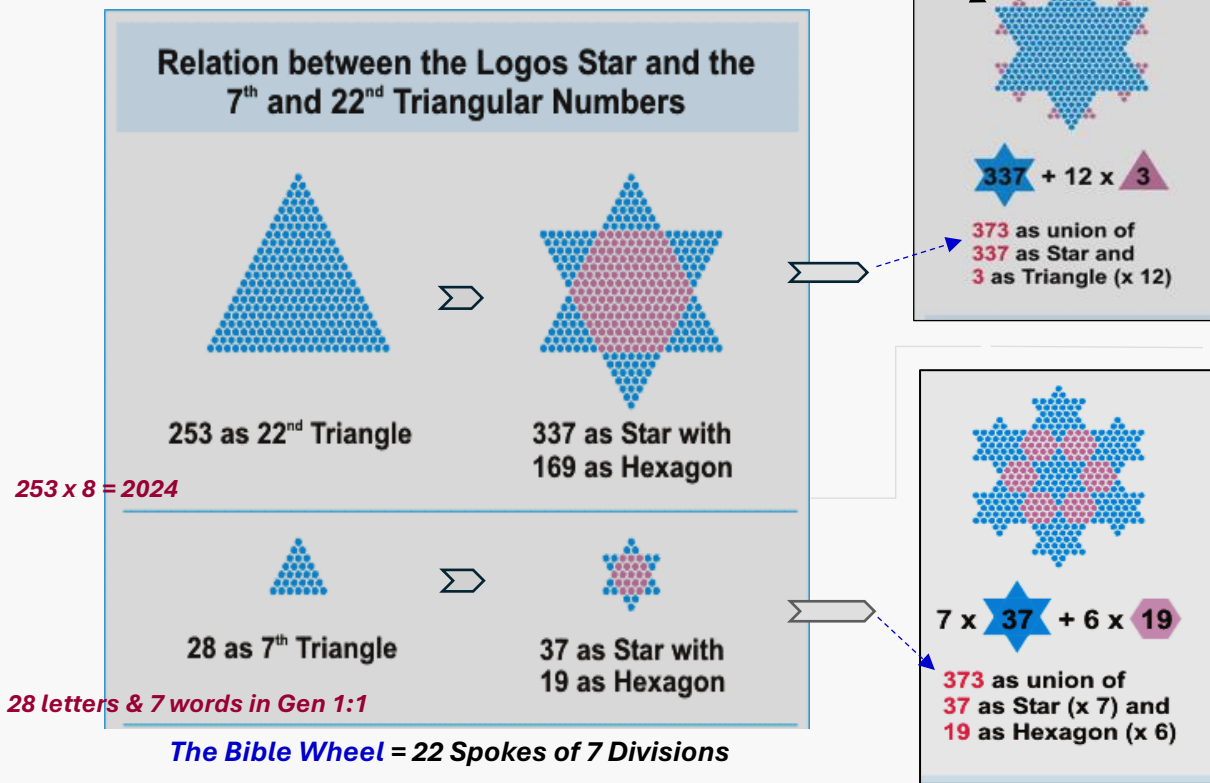 Relation between the Logos Star and the
7th and 22nd Triangular Numbers
253 as 22nd Triangle
337 as Star with
169 as Hexagon
253 x 8 = 2024
28 as 7th Triangle
37 as Star with
19 as Hexagon
28 letters & 7 words in Gen 1:1
The Bible Wheel = 22 Spokes of 7 Divisions
337 + 12 x 3
373 as union of
337 as Star and
3 as Triangle (x 12)
7 x 37 + 6 x 19
373 as union of
37 as Star (x 7) and
19 as Hexagon (x 6)